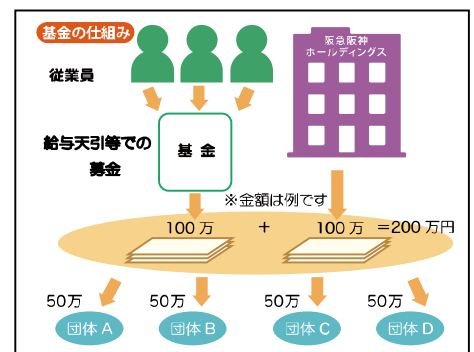 基金の仕組み
阪急阪神
ホールディングス
従業員
給与天引等での
募金
基 金
※金額は例です
100万 + 100万 =200万円
50万 50万 50万 50万
団体A 団体B 団体C 団体D